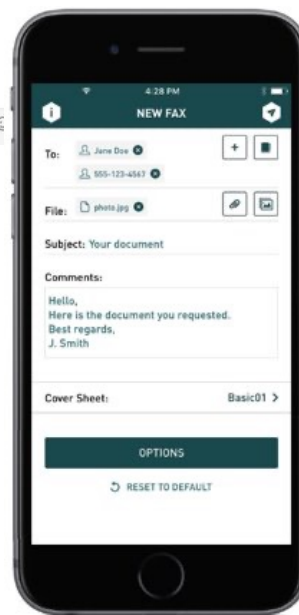 4:28 PM
NEW FAX
To: Jane Doe
555-123-4567
File: photo.jpg
Subject: Your document
Comments:
Hello,
Here is the document you requested.
Best regards,
J. Smith
Cover Sheet: Basic01
OPTIONS
RESET TO DEFAULT